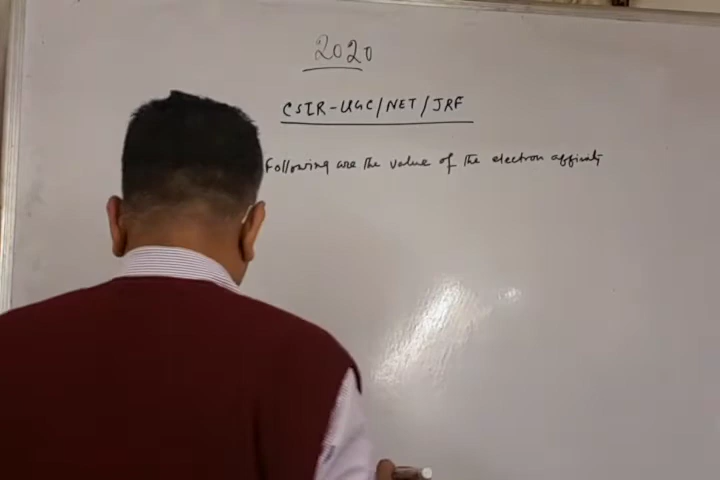 2020
CSIR-UGC/NET/JRF
Following are the value of the electron affinity